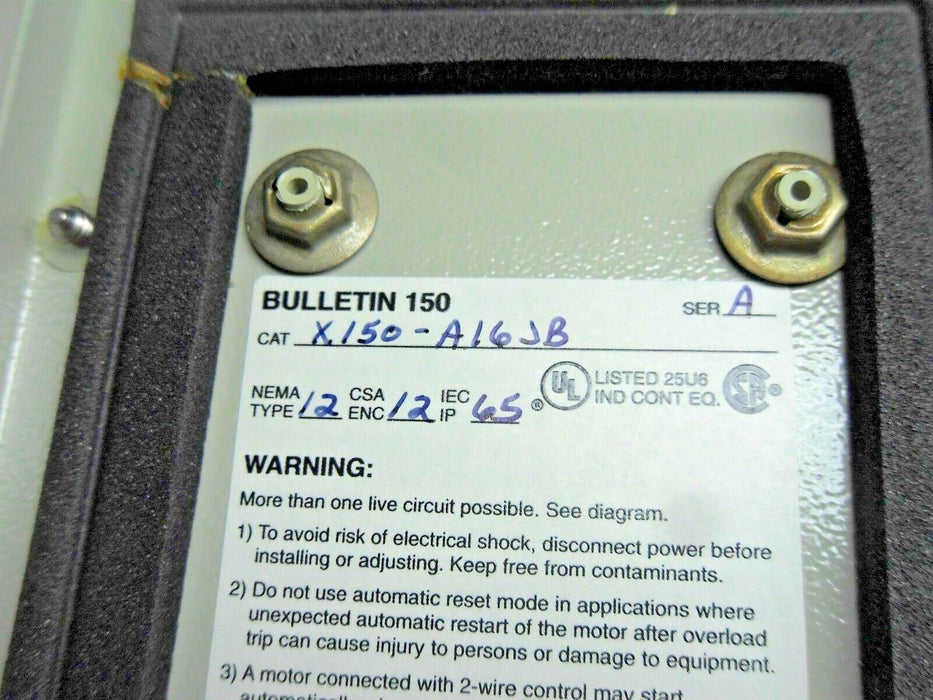 BULLETIN 150
SER A
CAT X150-A16JB
NEMA TYPE 12 CSA ENC 12 IEC IP 65
® UL LISTED 25U6 IND CONT EQ. SA ®
WARNING:
More than one live circuit possible. See diagram.
1) To avoid risk of electrical shock, disconnect power before
installing or adjusting. Keep free from contaminants.
2) Do not use automatic reset mode in applications where
unexpected automatic restart of the motor after overload
trip can cause injury to persons or damage to equipment.
3) A motor connected with 2-wire control may start